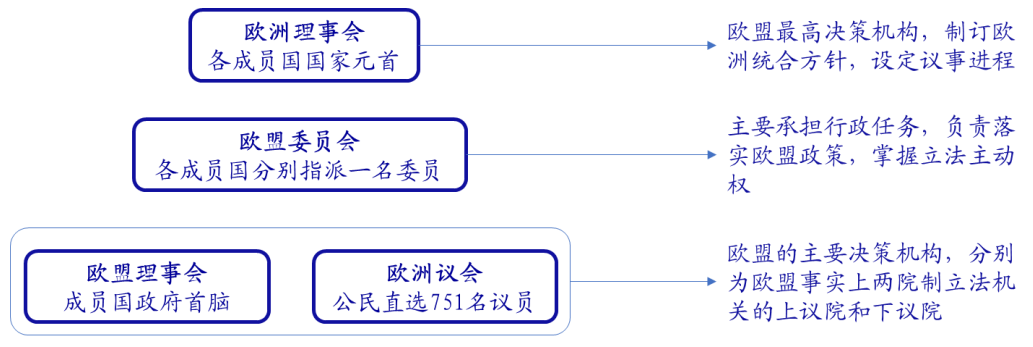 欧洲理事会
各成员国国家元首
欧盟最高决策机构，制订欧
洲统合方针，设定议事进程
欧盟委员会
各成员国分别指派一名委员
主要承担行政任务，负责落
实欧盟政策，掌握立法主动
权
欧盟理事会
成员国政府首脑
欧洲议会
公民直选751名议员
欧盟的主要决策机构，分别
为欧盟事实上两院制立法机
关的上议院和下议院